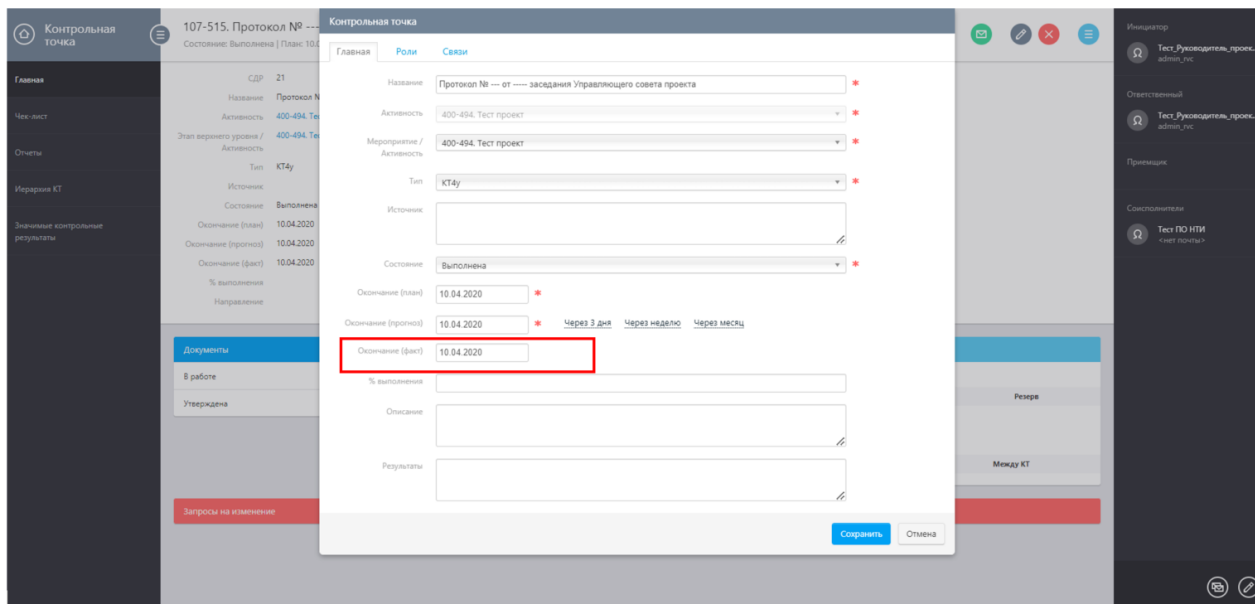 Контрольная точка
Главная
Чек-лист
Отчеты
Иерархия КТ
Значимые контрольные результаты
107-515. Протокол № ---
Состояние: Выполнена | План: 10.0
СДР 21
Название Протокол N
Активность 400-494. Те
Этап верхнего уровня / Активность 400-494. Те
Тип КТ4у
Источник
Состояние Выполнена
Окончание (план) 10.04.2020
Окончание (прогноз) 10.04.2020
Окончание (факт) 10.04.2020
% выполнения
Направление
Документы
В работе
Утверждена
Запросы на изменение
Контрольная точка
Главная Роли Связи
Название Протокол № --- от ----- заседания Управляющего совета проекта *
Активность 400-494. Тест проект *
Мероприятие / Активность 400-494. Тест проект *
Тип КТ4у *
Источник
Состояние Выполнена *
Окончание (план) 10.04.2020 *
Окончание (прогноз) 10.04.2020 * Через 3 дня Через неделю Через месяц
Окончание (факт) 10.04.2020
% выполнения
Описание
Результаты
Сохранить Отмена
Резерв
Между КТ
Инициатор
Тест_Руководитель_проек...
admin_rvc
Ответственный
Тест_Руководитель_проек...
admin_rvc
Приемщик
Соисполнители
Тест ПО НТИ
<нет почты>